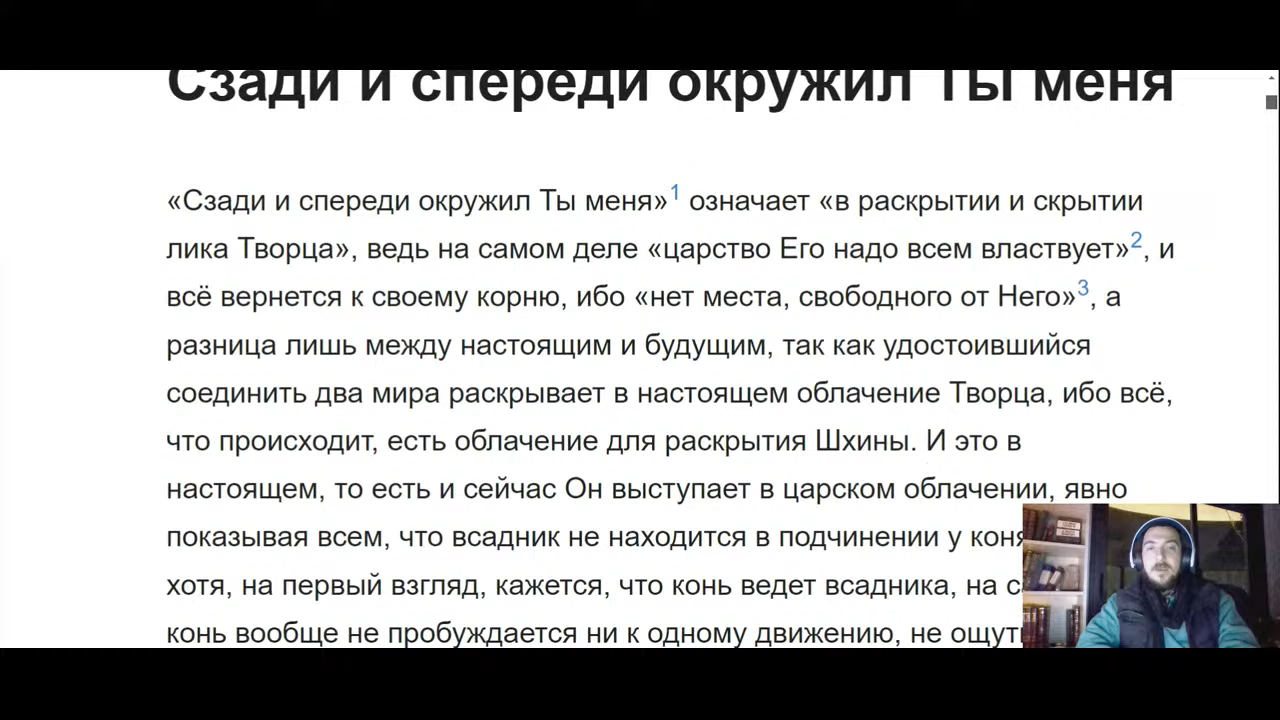 Сзади и спереди окружил Ты меня
«Сзади и спереди окружил Ты меня»1 означает «в раскрытии и скрытии
лика Творца», ведь на самом деле «царство Его надо всем властвует»2, и
всё вернется к своему корню, ибо «нет места, свободного от Него»3, а
разница лишь между настоящим и будущим, так как удостоившийся
соединить два мира раскрывает в настоящем облачение Творца, ибо всё,
что происходит, есть облачение для раскрытия Шхины. И это в
настоящем, то есть и сейчас Он выступает в царском облачении, явно
показывая всем, что всадник не находится в подчинении у
хотя, на первый взгляд, кажется, что конь ведет всадника, на
конь вообще не пробуждается ни к одному движению, не